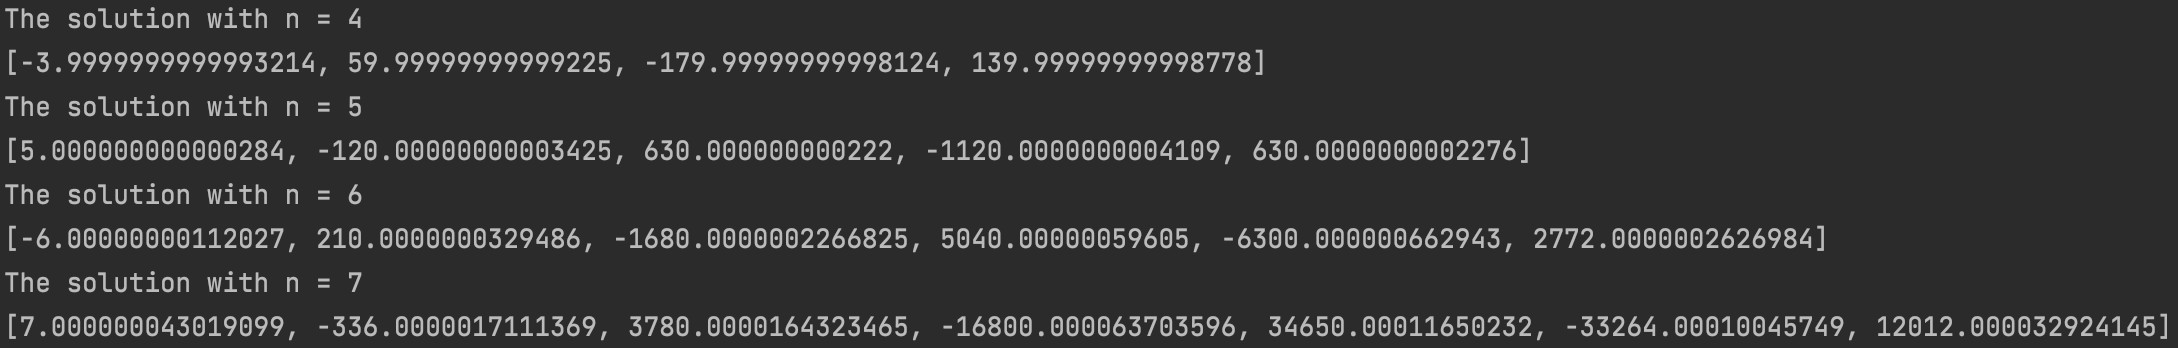 The solution with n = 4
[-3.9999999999993214, 59.99999999999225, -179.99999999998124, 139.99999999998778]
The solution with n = 5
[5.000000000000284, -120.00000000003425, 630.000000000222, -1120.0000000004109, 630.0000000002276]
The solution with n = 6
[-6.00000000112027, 210.0000000329486, -1680.0000002266825, 5040.00000059605, -6300.000000662943, 2772.0000002626984]
The solution with n = 7
[7.000000043019099, -336.0000017111369, 3780.0000164323465, -16800.000063703596, 34650.00011650232, -33264.00010045749, 12012.000032924145]